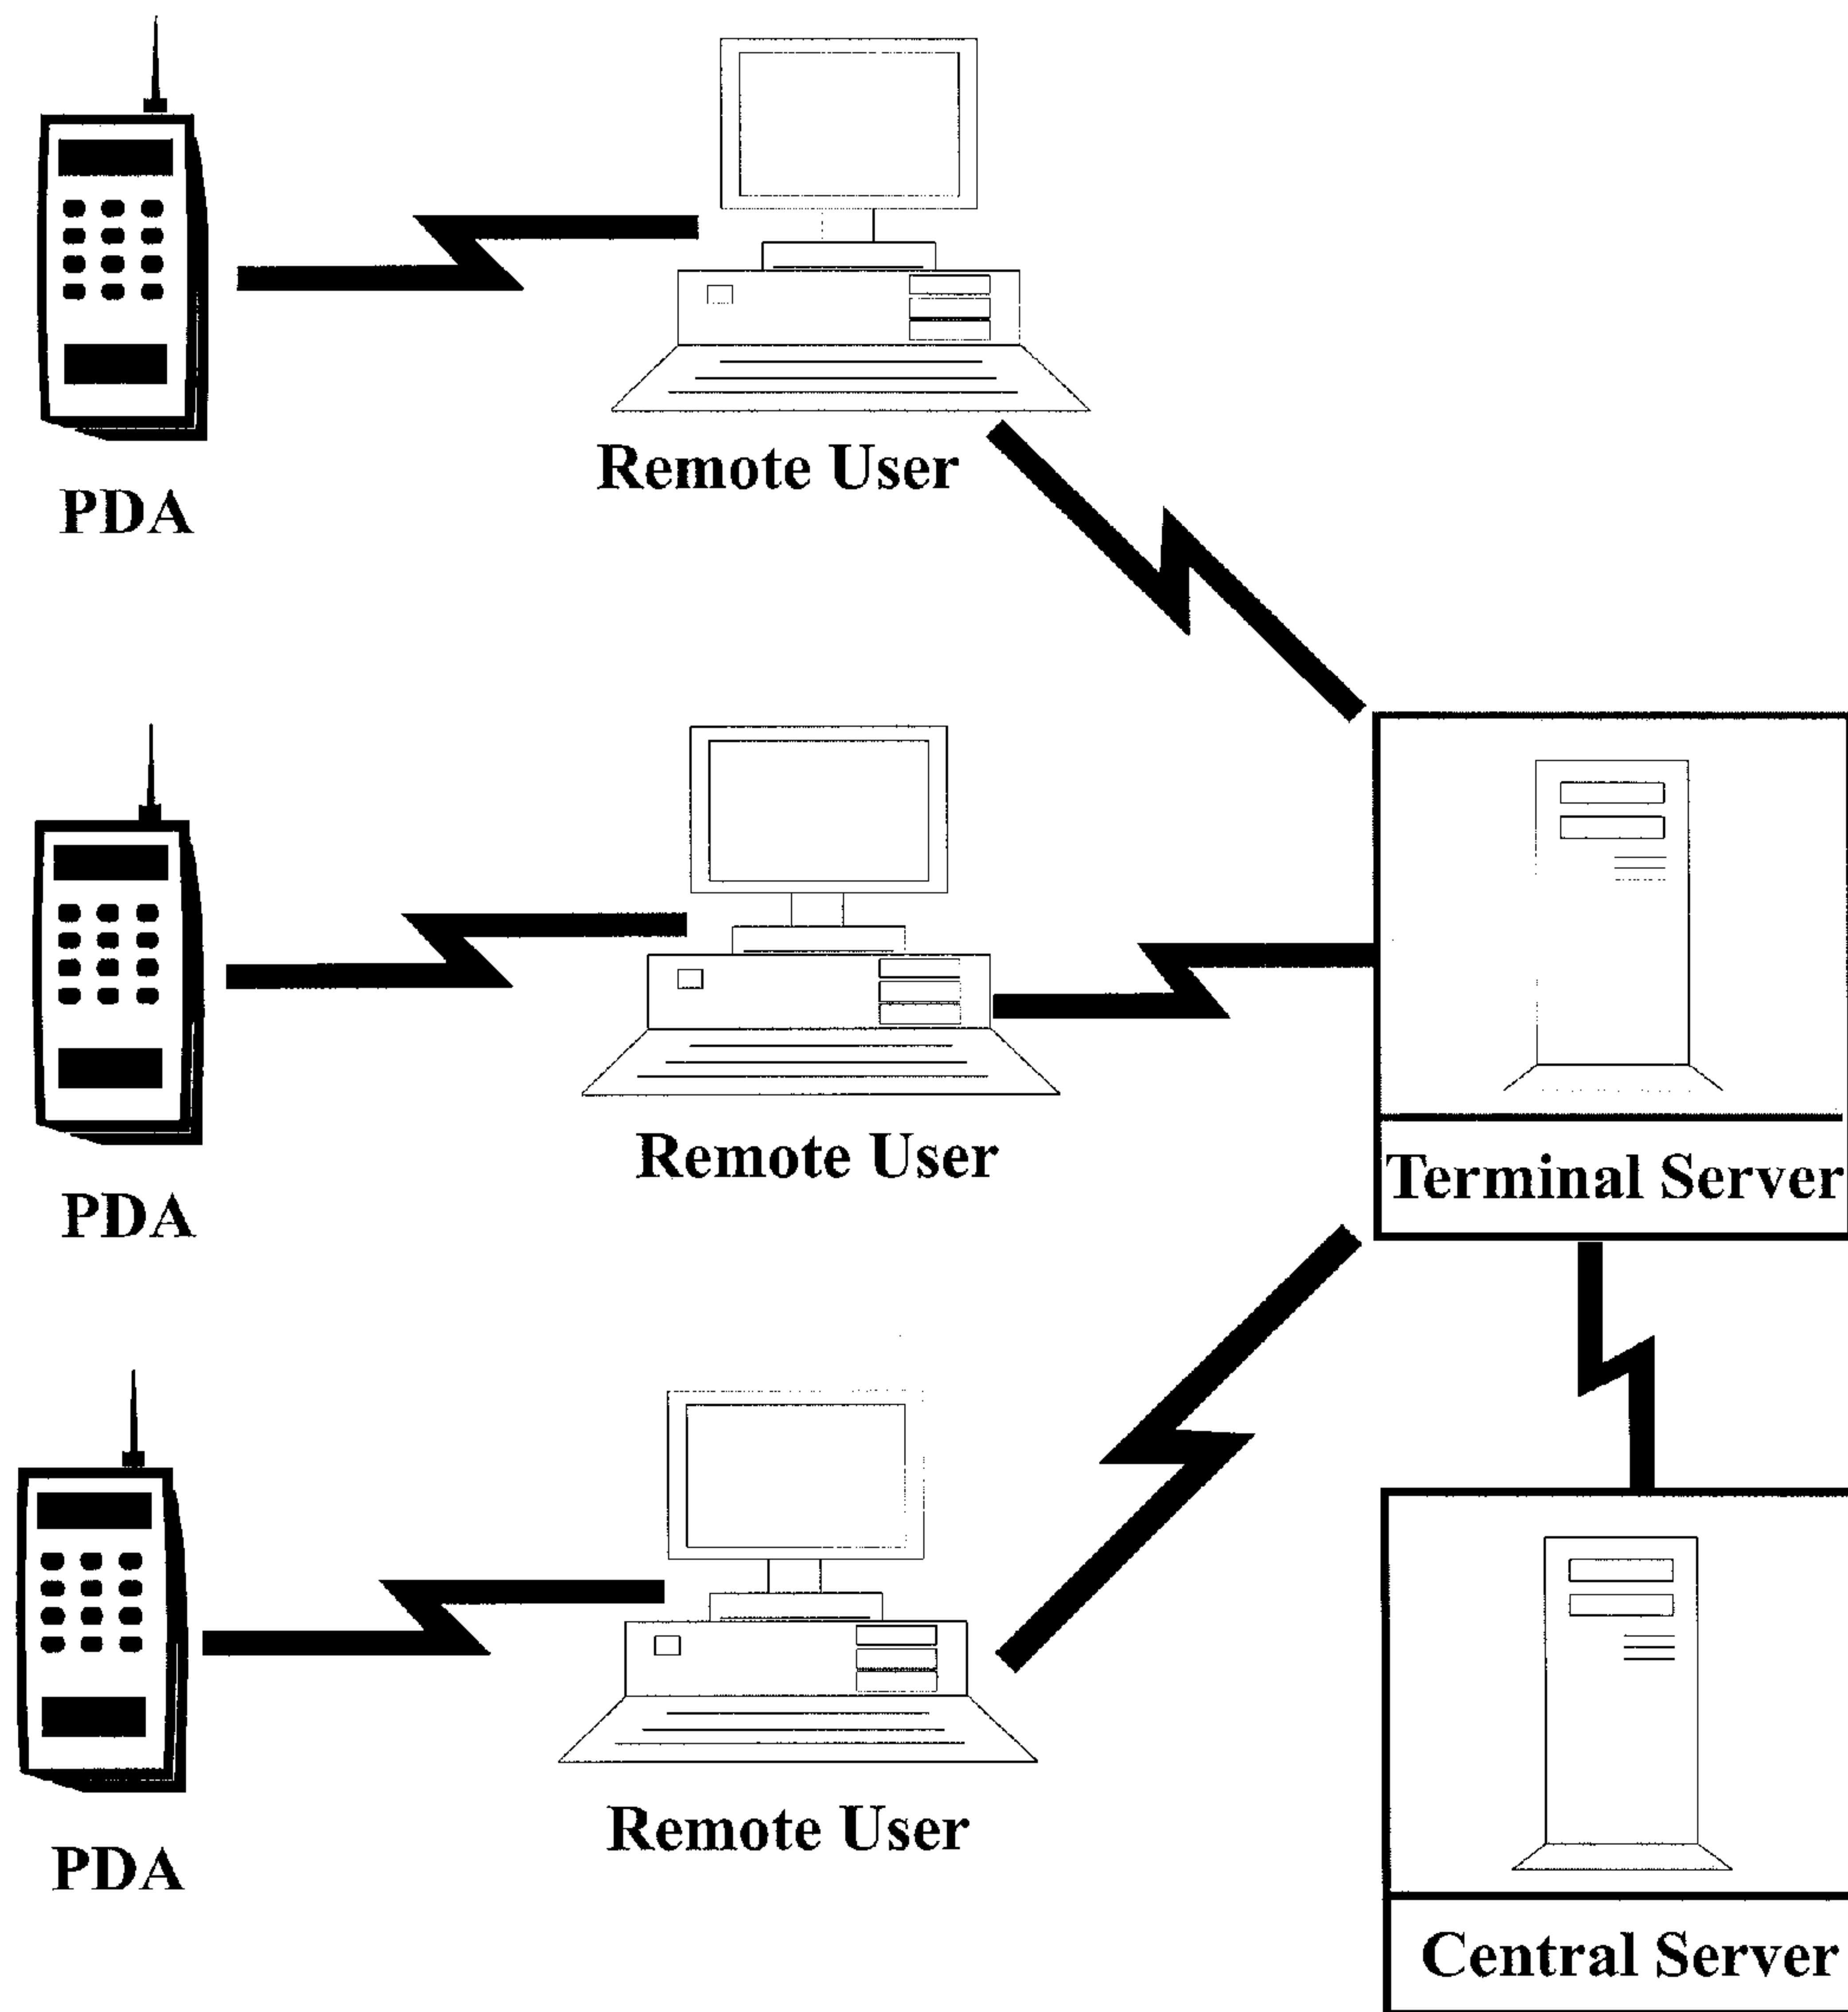 Remote User
PDA
Remote User
Terminal Server
PDA
Remote User
PDA
Central Server